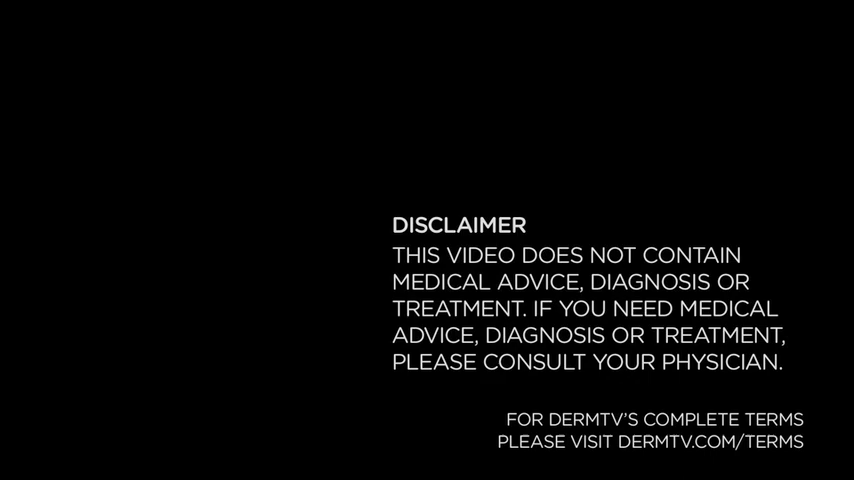 DISCLAIMER
THIS VIDEO DOES NOT CONTAIN
MEDICAL ADVICE, DIAGNOSIS OR
TREATMENT. IF YOU NEED MEDICAL
ADVICE, DIAGNOSIS OR TREATMENT,
PLEASE CONSULT YOUR PHYSICIAN.
FOR DERMTV'S COMPLETE TERMS
PLEASE VISIT DERMTV.COM/TERMS